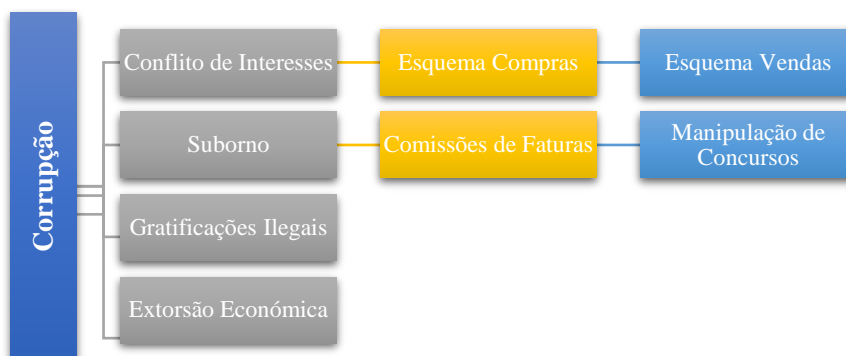 Corrupção
Conflito de Interesses
Esquema Compras
Esquema Vendas
Suborno
Comissões de Faturas
Manipulação de
Concursos
Gratificações Ilegais
Extorsão Económica